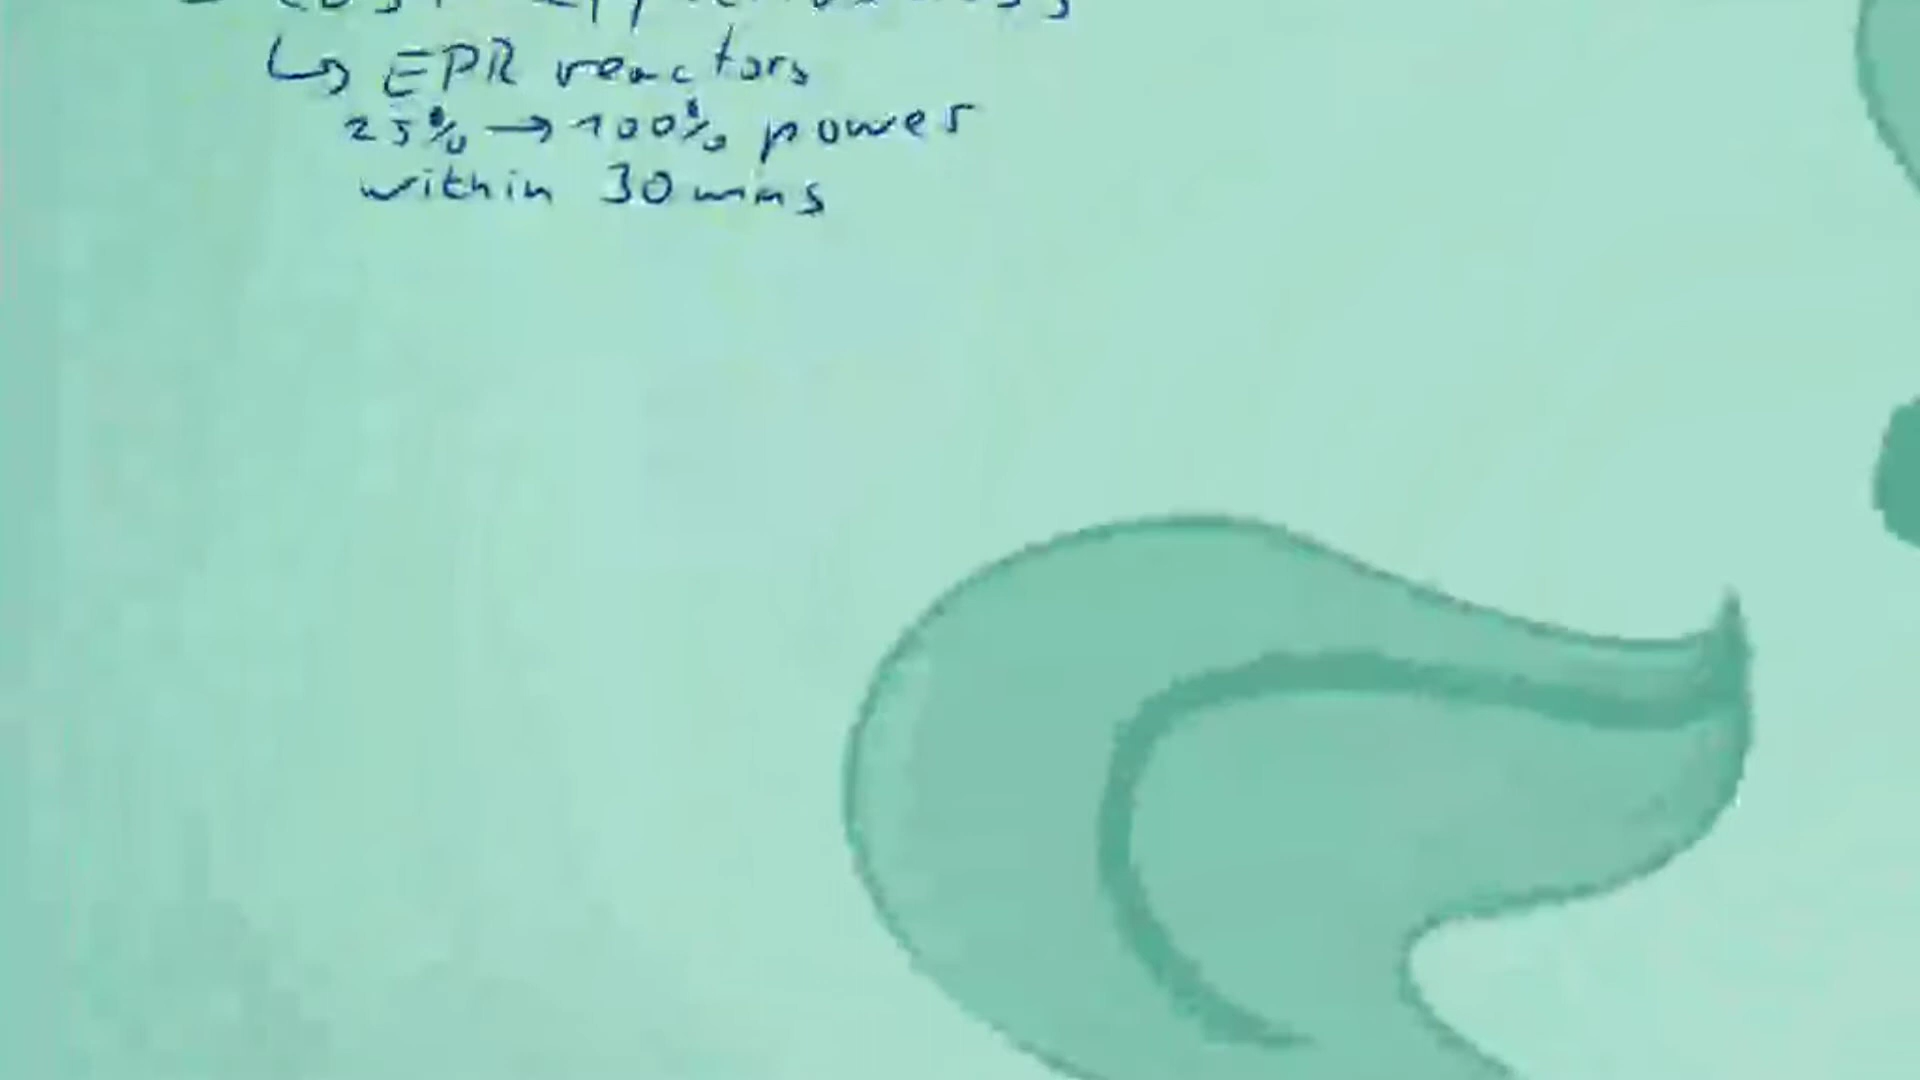 ↳ EPR reactors
25% → 100% power
within 30 mins